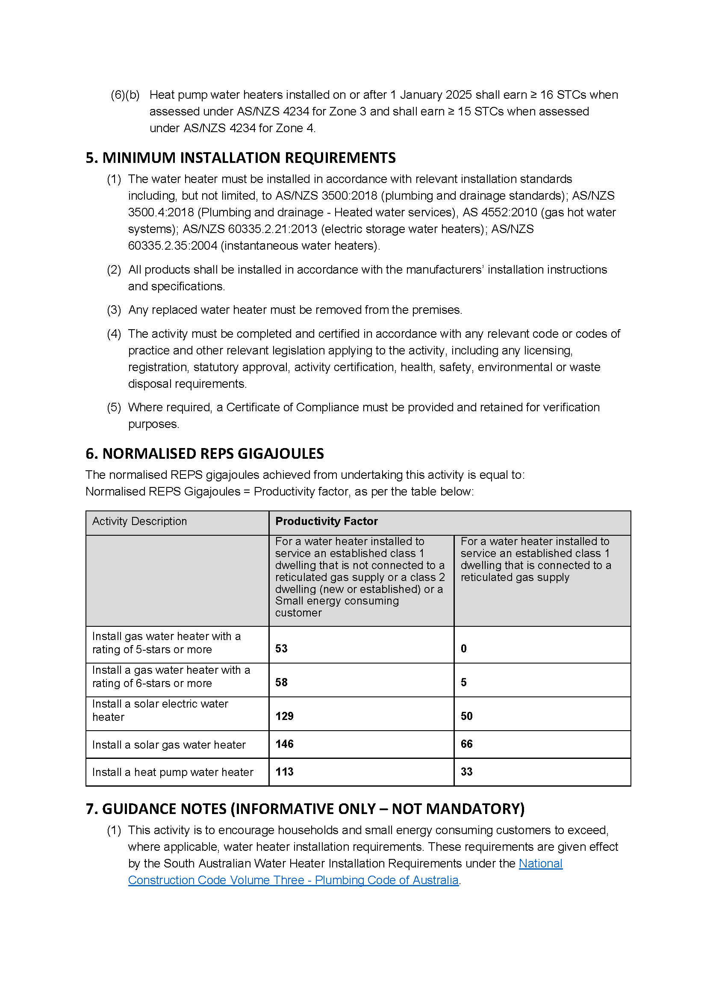 (6)(b) Heat pump water heaters installed on or after 1 January 2025 shall earn ≥ 16 STCs when
assessed under AS/NZS 4234 for Zone 3 and shall earn ≥ 15 STCs when assessed
under AS/NZS 4234 for Zone 4.
5. MINIMUM INSTALLATION REQUIREMENTS
(1) The water heater must be installed in accordance with relevant installation standards
including, but not limited, to AS/NZS 3500:2018 (plumbing and drainage standards); AS/NZS
3500.4:2018 (Plumbing and drainage - Heated water services), AS 4552:2010 (gas hot water
systems); AS/NZS 60335.2.21:2013 (electric storage water heaters); AS/NZS
60335.2.35:2004 (instantaneous water heaters).
(2) All products shall be installed in accordance with the manufacturers’ installation instructions
and specifications.
(3) Any replaced water heater must be removed from the premises.
(4) The activity must be completed and certified in accordance with any relevant code or codes of
practice and other relevant legislation applying to the activity, including any licensing,
registration, statutory approval, activity certification, health, safety, environmental or waste
disposal requirements.
(5) Where required, a Certificate of Compliance must be provided and retained for verification
purposes.
6. NORMALISED REPS GIGAJOULES
The normalised REPS gigajoules achieved from undertaking this activity is equal to:
Normalised REPS Gigajoules = Productivity factor, as per the table below:
Activity Description
Productivity Factor
For a water heater installed to
service an established class 1
dwelling that is not connected to a
reticulated gas supply or a class 2
dwelling (new or established) or a
Small energy consuming
customer
For a water heater installed to
service an established class 1
dwelling that is connected to a
reticulated gas supply
Install gas water heater with a
rating of 5-stars or more
53
0
Install a gas water heater with a
rating of 6-stars or more
58
5
Install a solar electric water
heater
129
50
Install a solar gas water heater
146
66
Install a heat pump water heater
113
33
7. GUIDANCE NOTES (INFORMATIVE ONLY – NOT MANDATORY)
(1) This activity is to encourage households and small energy consuming customers to exceed,
where applicable, water heater installation requirements. These requirements are given effect
by the South Australian Water Heater Installation Requirements under the National
Construction Code Volume Three - Plumbing Code of Australia.